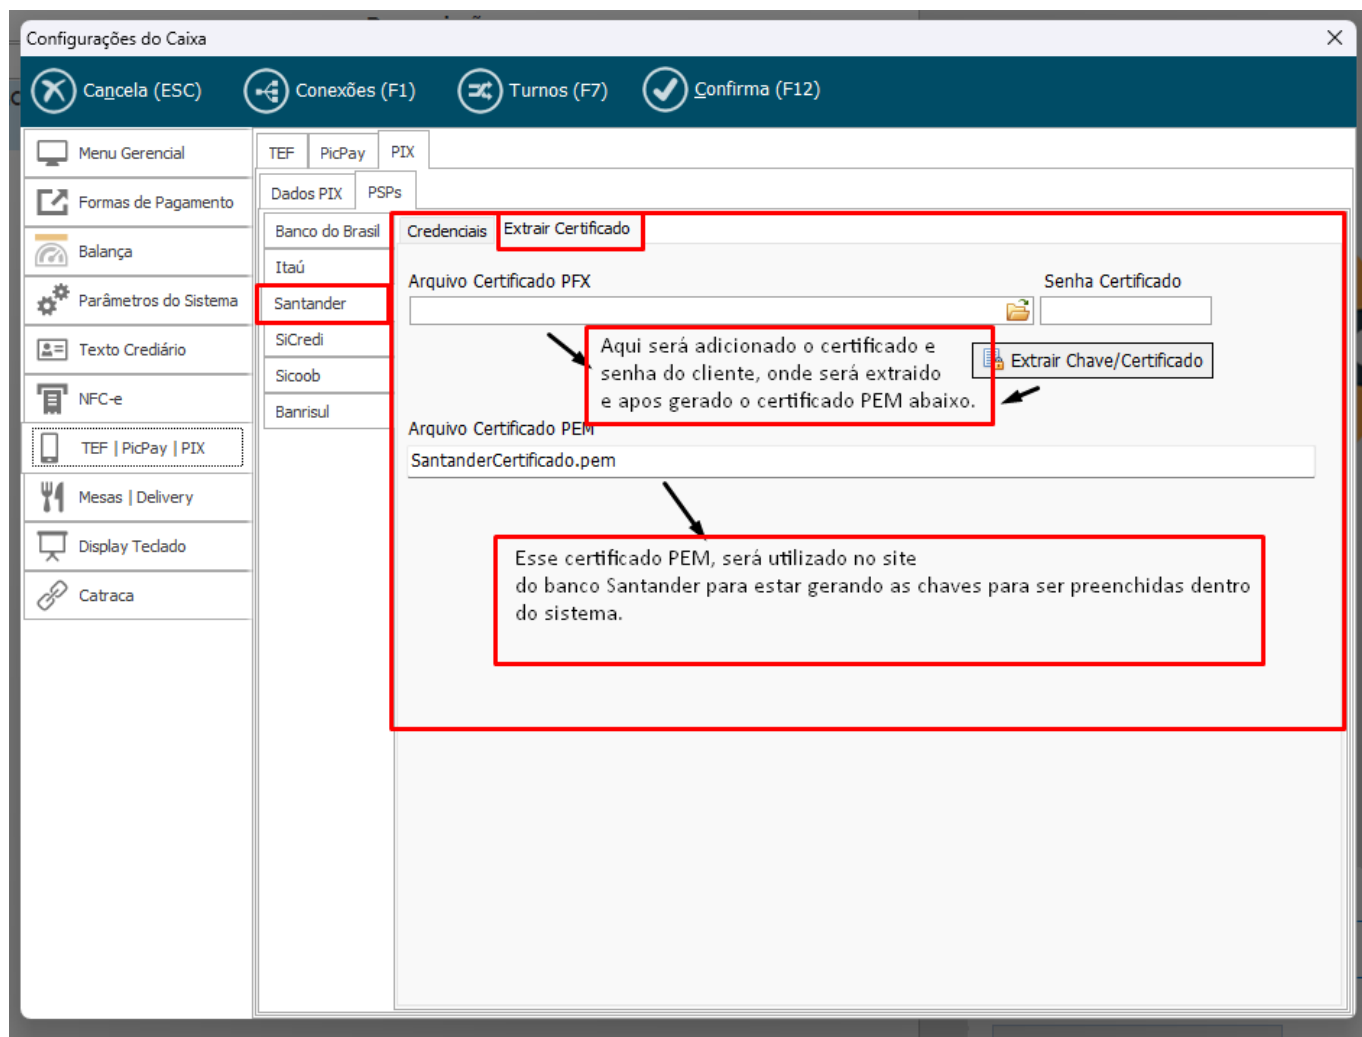 Configurações do Caixa
Cancela (ESC)
Conexões (F1)
Turnos (F7)
Confirma (F12)
Menu Gerencial
Formas de Pagamento
Balança
Parâmetros do Sistema
Texto Crediário
NFC-e
TEF | PicPay | PIX
Mesas | Delivery
Display Teclado
Catraca
TEF
PicPay
PIX
Dados PIX
PSPs
Banco do Brasil
Itaú
Santander
SiCredi
Sicoob
Banrisul
Credenciais
Extrair Certificado
Arquivo Certificado PFX
Senha Certificado
Aqui será adicionado o certificado e
senha do cliente, onde será extraido
e apos gerado o certificado PEM abaixo.
Extrair Chave/Certificado
Arquivo Certificado PEM
SantanderCertificado.pem
Esse certificado PEM, será utilizado no site
do banco Santander para estar gerando as chaves para ser preenchidas dentro
do sistema.